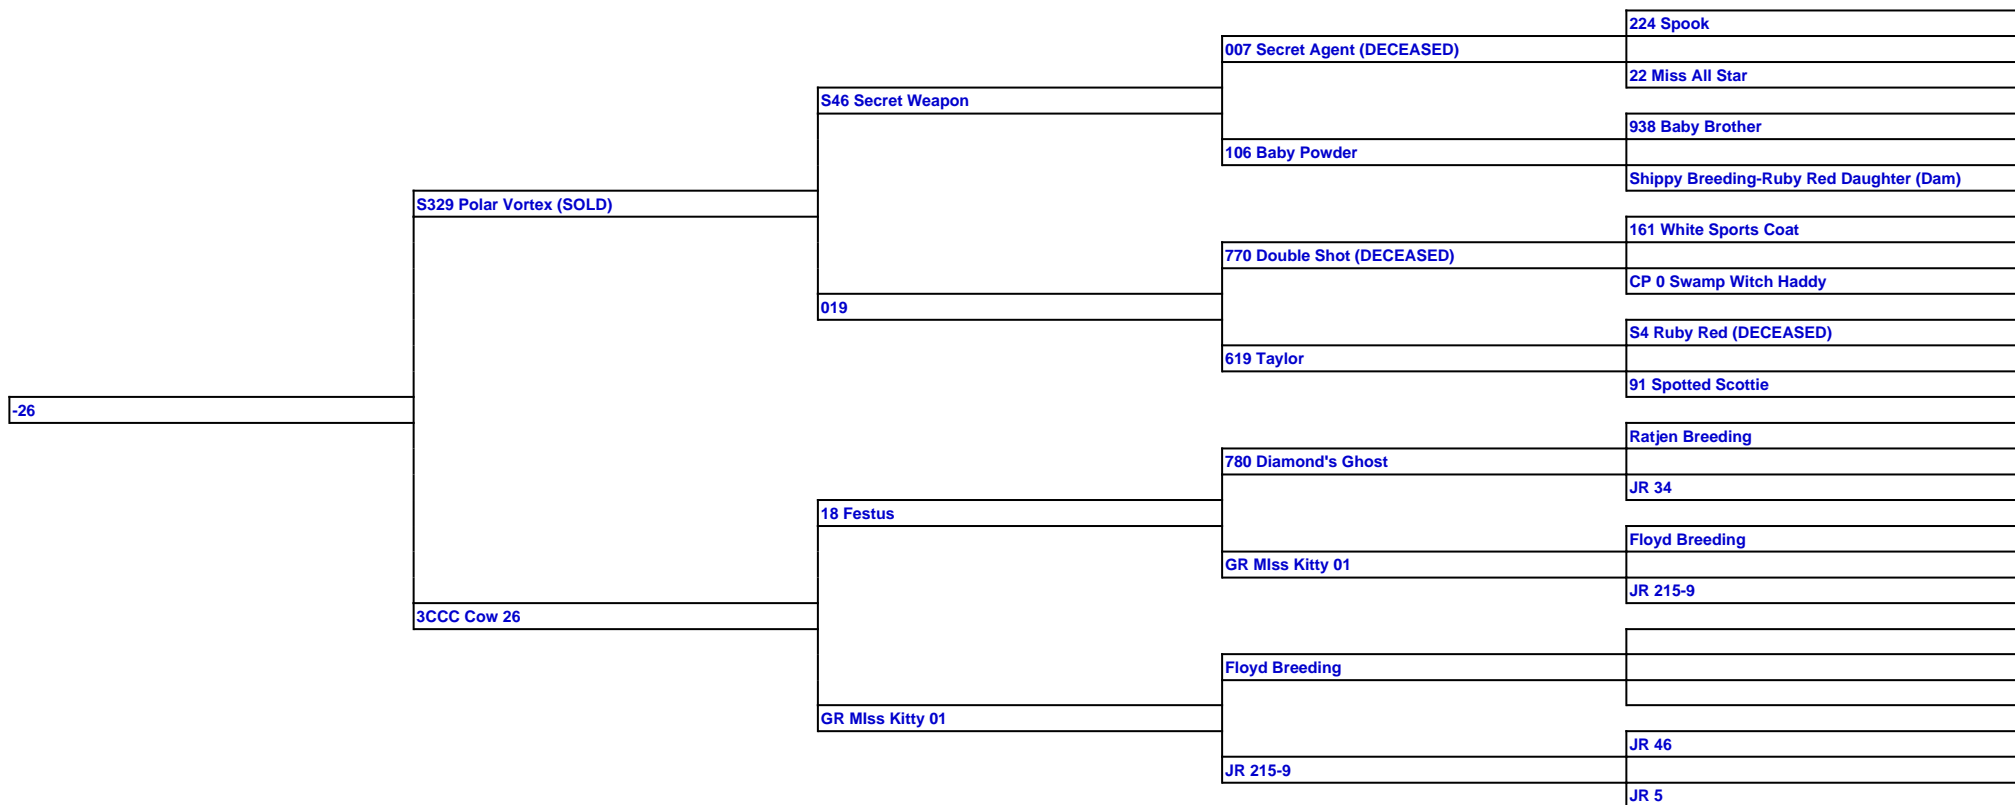 224 Spook
007 Secret Agent (DECEASED)
22 Miss All Star
S46 Secret Weapon
938 Baby Brother
106 Baby Powder
Shippy Breeding-Ruby Red Daughter (Dam)
S329 Polar Vortex (SOLD)
161 White Sports Coat
770 Double Shot (DECEASED)
CP 0 Swamp Witch Haddy
019
S4 Ruby Red (DECEASED)
619 Taylor
91 Spotted Scottie
-26
Ratjen Breeding
780 Diamond's Ghost
JR 34
18 Festus
Floyd Breeding
GR MIss Kitty 01
JR 215-9
3CCC Cow 26
Floyd Breeding
GR MIss Kitty 01
JR 46
JR 215-9
JR 5